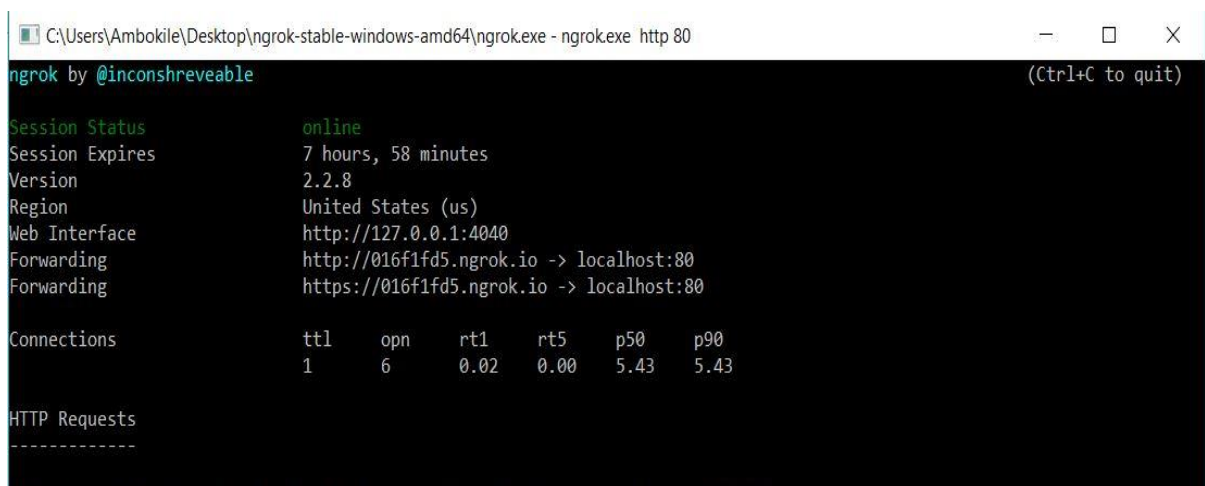 C:\Users\Ambokile\Desktop\ngrok-stable-windows-amd64\ngrok.exe - ngrok.exe http 80
ngrok by @inconshreveable (Ctrl+C to quit)
Session Status online
Session Expires 7 hours, 58 minutes
Version 2.2.8
Region United States (us)
Web Interface http://127.0.0.1:4040
Forwarding http://016f1fd5.ngrok.io -> localhost:80
Forwarding https://016f1fd5.ngrok.io -> localhost:80
Connections ttl opn rt1 rt5 p50 p90
1 6 0.02 0.00 5.43 5.43
HTTP Requests
-------------